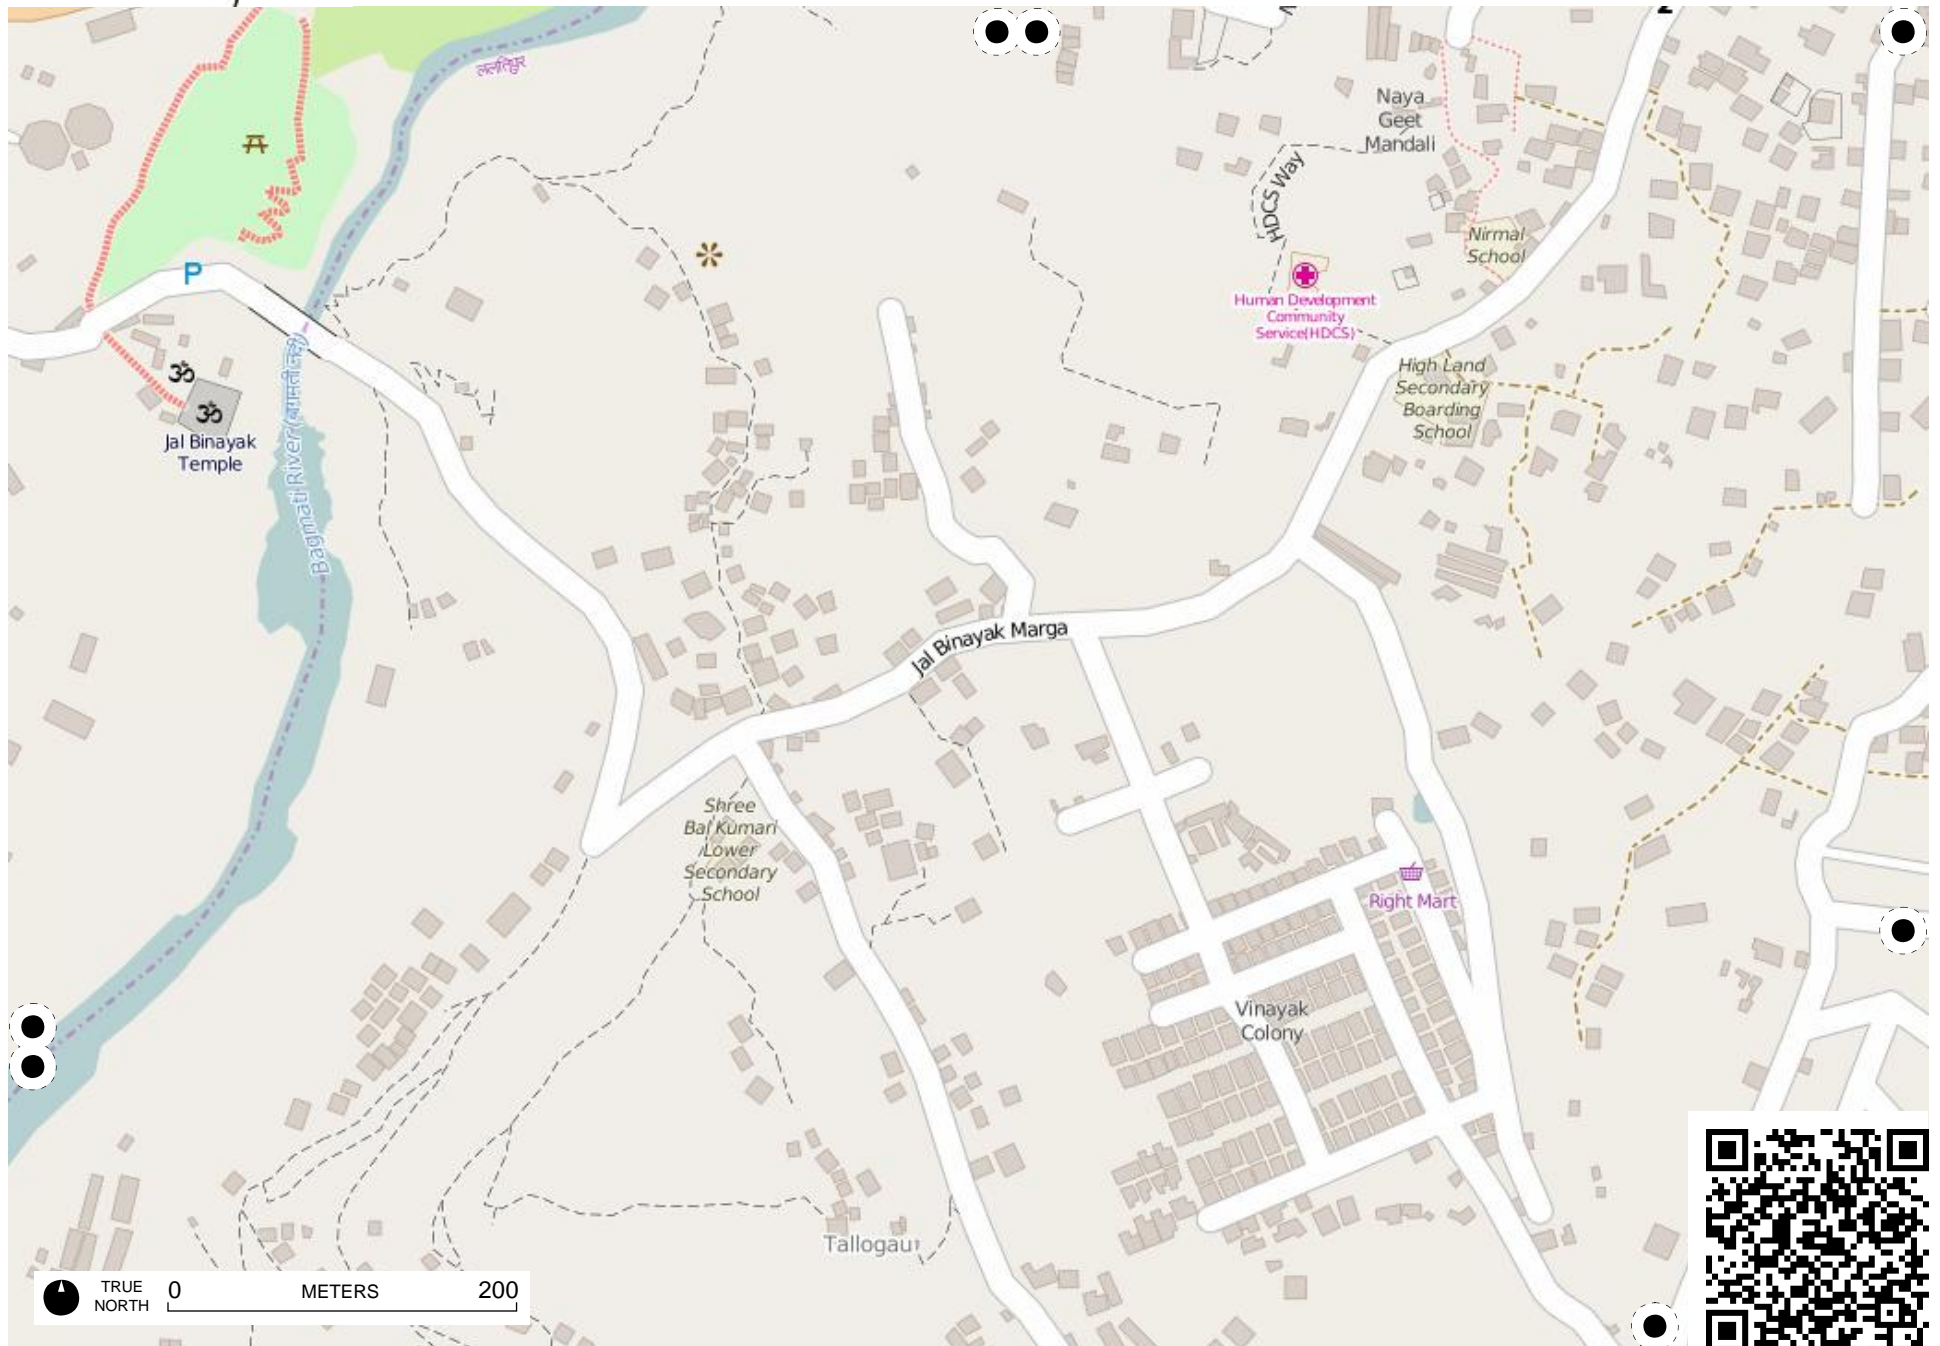 ललितपुर
Naya
Geet
Mandali
HDCS Way
Nirmal
School
P
Human Development
Community
Service(HDCS)
High Land
Secondary
Boarding
School
ॐ
ॐ
Jal Binayak
Temple
Bagmati River (बागमती नदी)
Jal Binayak Marga
Shree
Bal Kumari
Lower
Secondary
School
Right Mart
Vinayak
Colony
Tallogaun
TRUE
NORTH
0
METERS
200